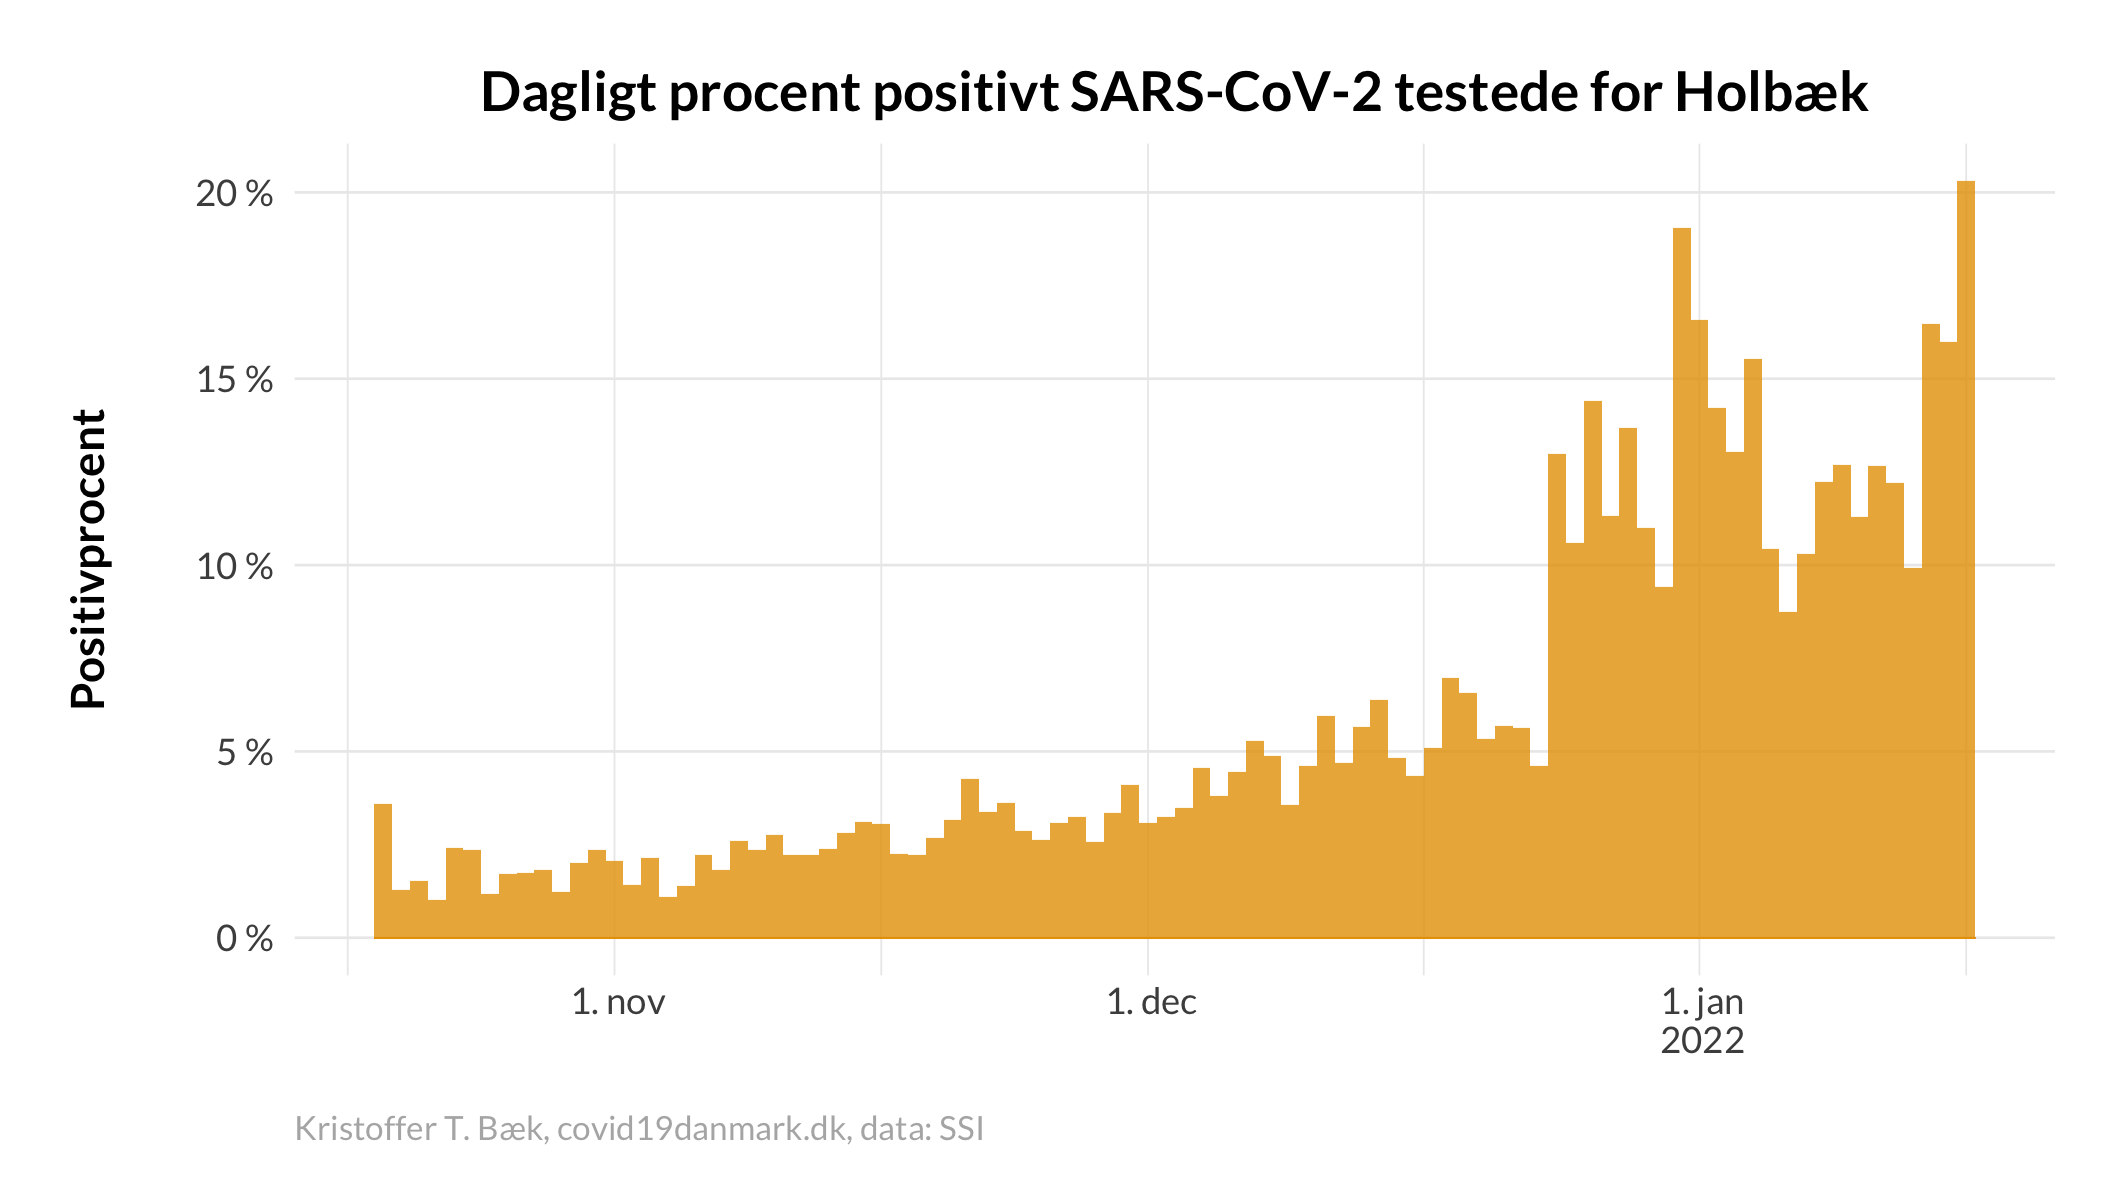 Dagligt procent positivt SARS-CoV-2 testede for Holbæk
Positivprocent
20 %
15 %
10 %
5 %
0 %
1. nov
1. dec
1. jan
2022
Kristoffer T. Bæk, covid19danmark.dk, data: SSI